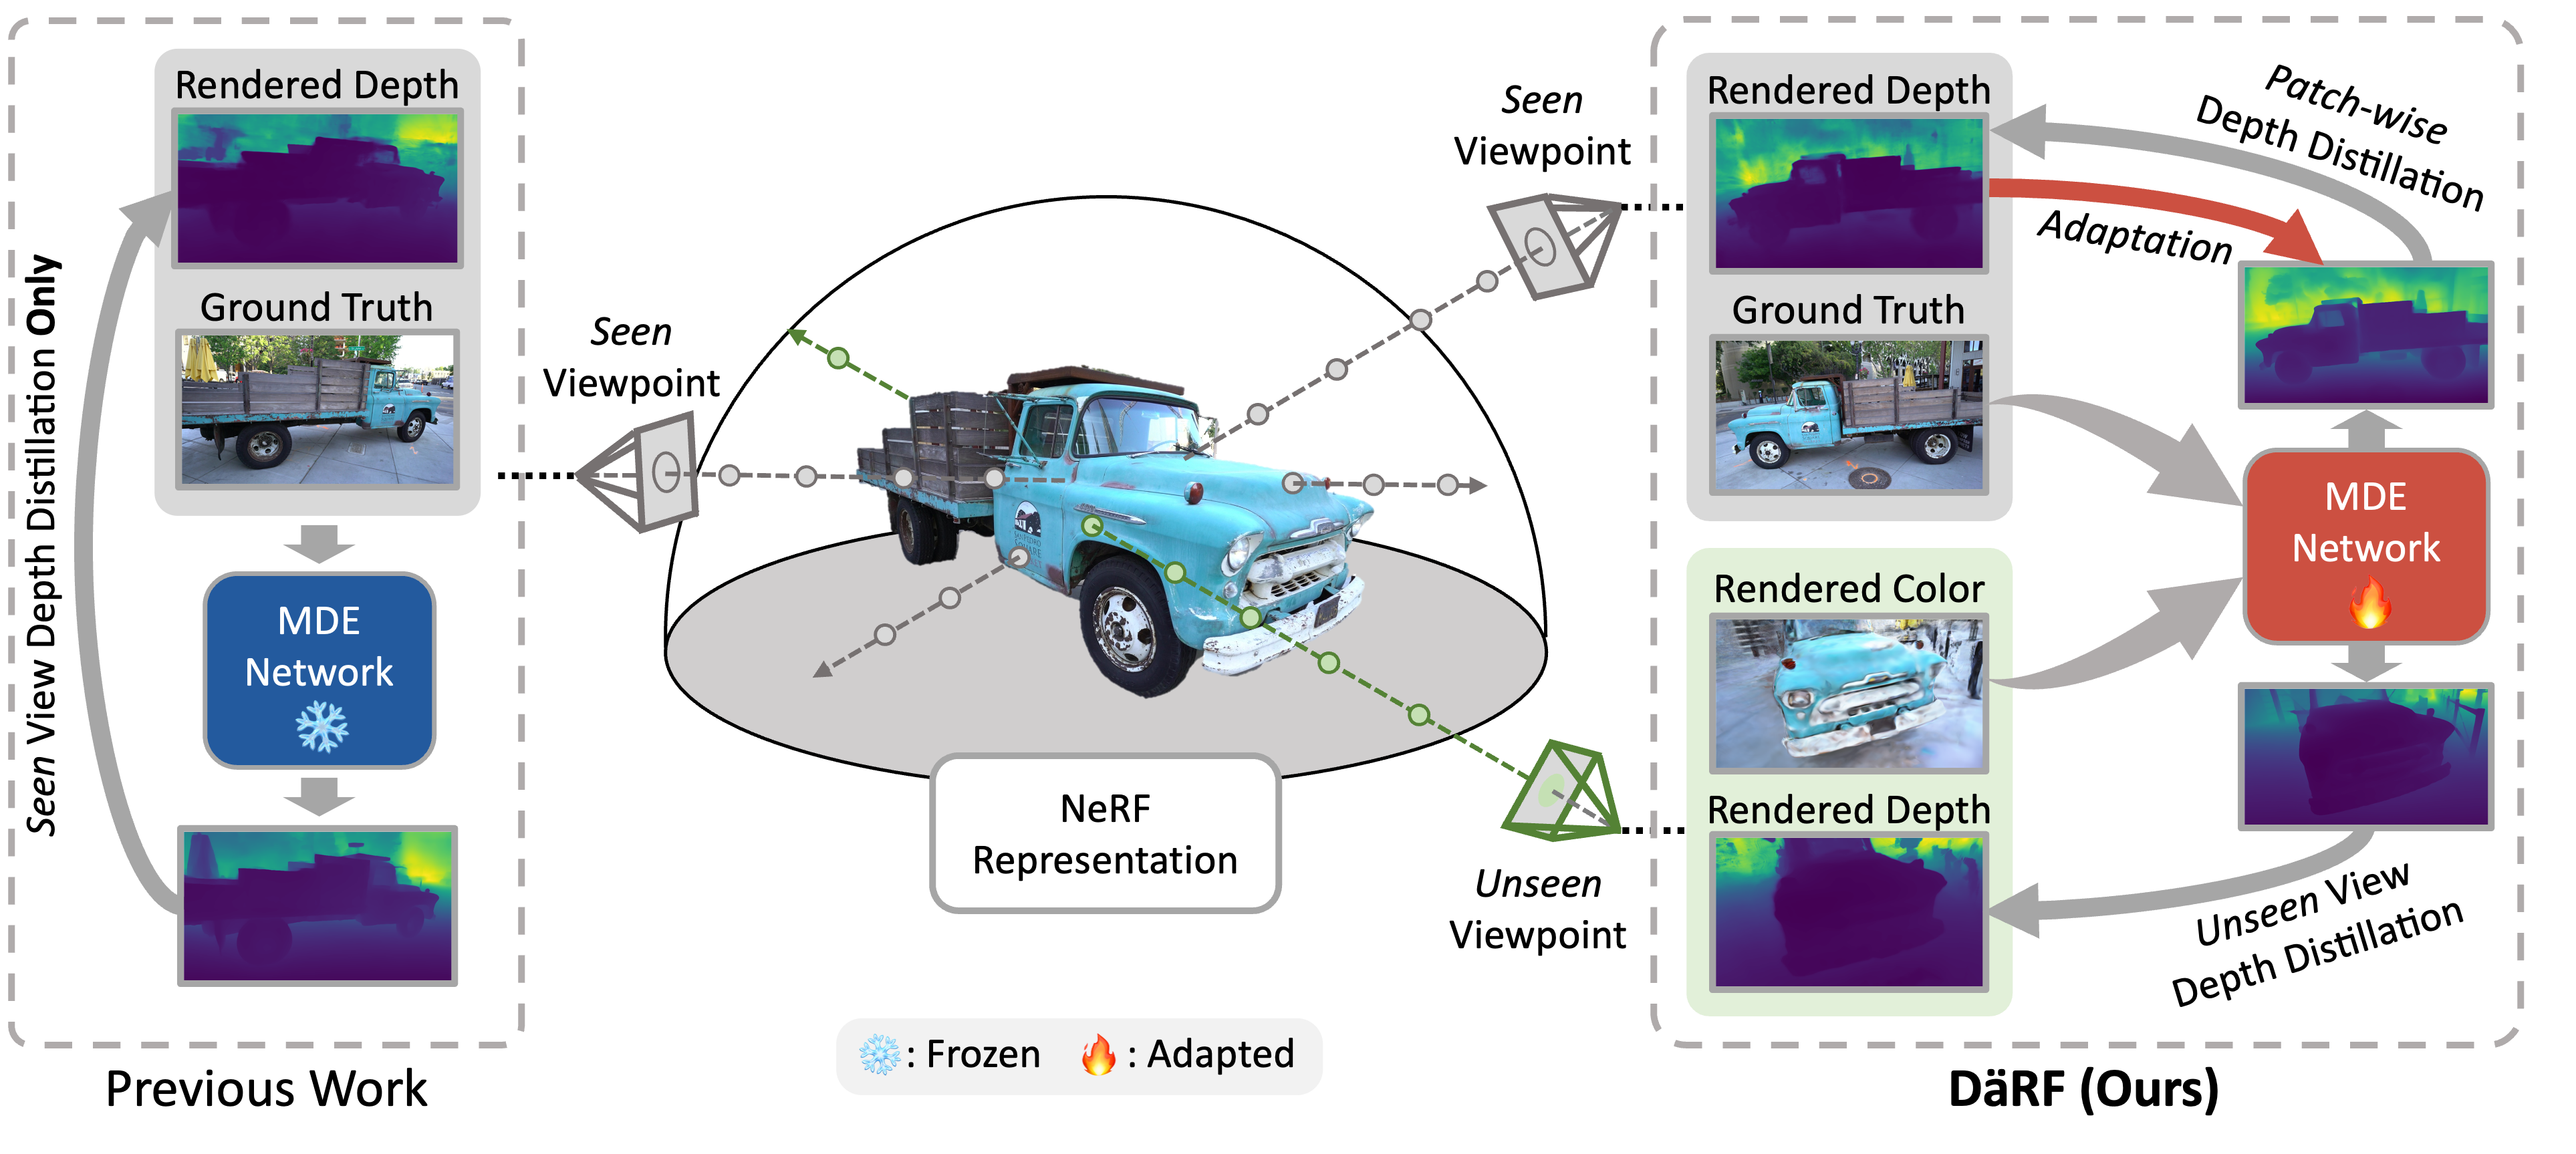 Seen View Depth Distillation Only
Rendered Depth
Ground Truth
MDE
Network
Previous Work
Seen
Viewpoint
NeRF
Representation
: Frozen
: Adapted
Seen
Viewpoint
Unseen
Viewpoint
Rendered Depth
Ground Truth
Rendered Color
Rendered Depth
Patch-wise
Depth Distillation
Adaptation
MDE
Network
Unseen View
Depth Distillation
DäRF (Ours)